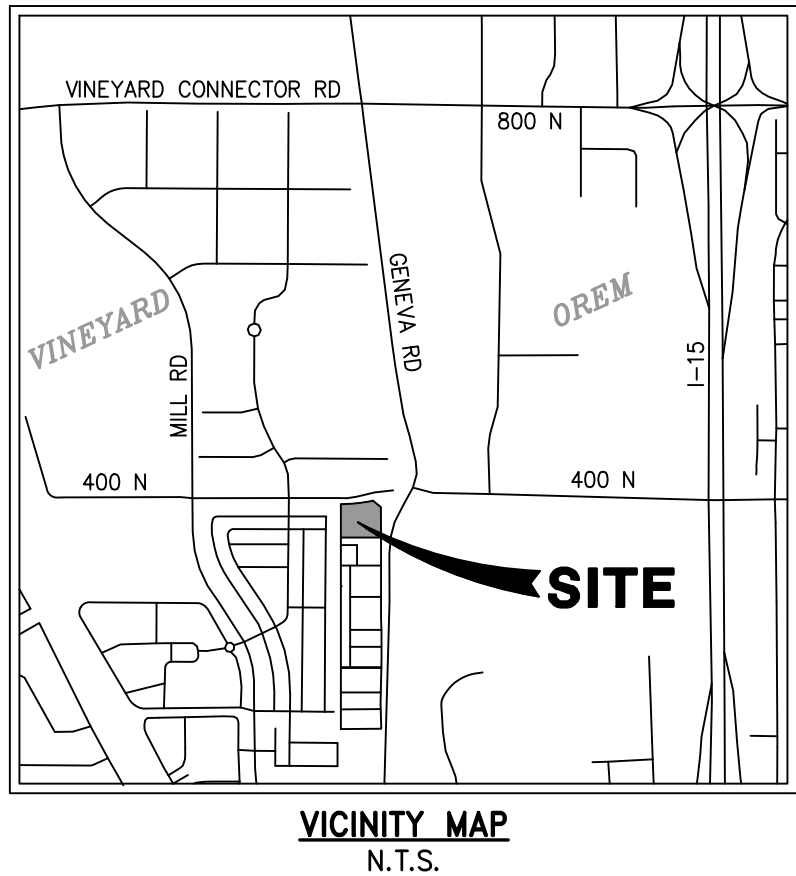 VINEYARD CONNECTOR RD
800 N
GENEVA RD
OREM
VINEYARD
I-15
MILL RD
400 N
400 N
SITE
VICINITY MAP
N.T.S.